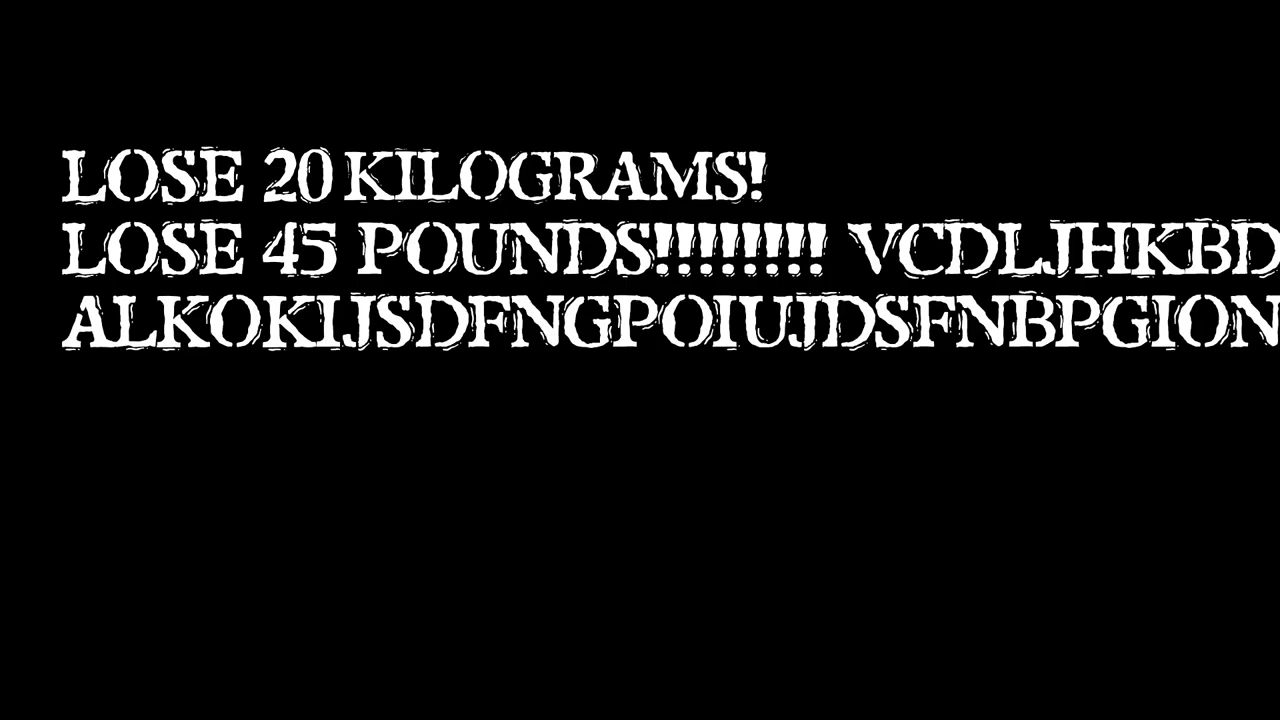 LOSE 20 KILOGRAMS!
LOSE 45 POUNDS!!!!!!!! VCDLJHKBD
ALKOKIJSDFNGPOIUJDSFNBPGION